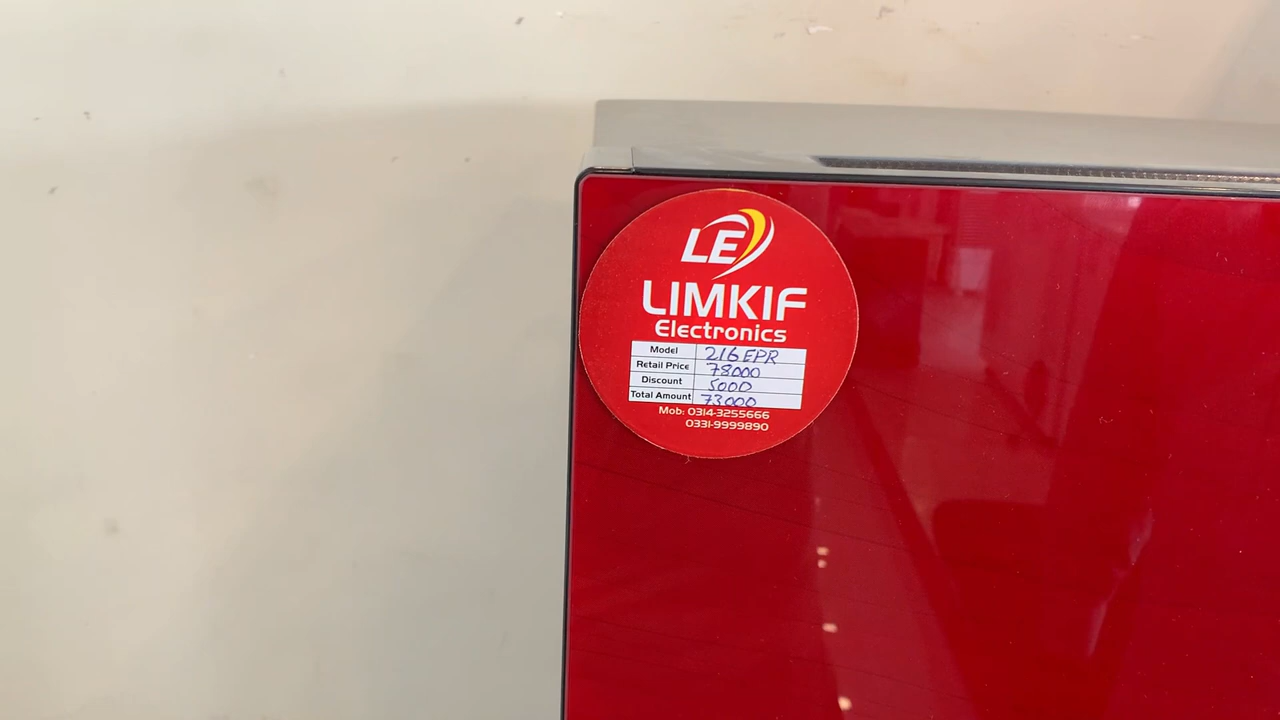 LE
LIMKIF
Electronics
Model 216EPR
Retail Price 78000
Discount 5000
Total Amount 73000
Mob: 0314-3255666
0331-9999890